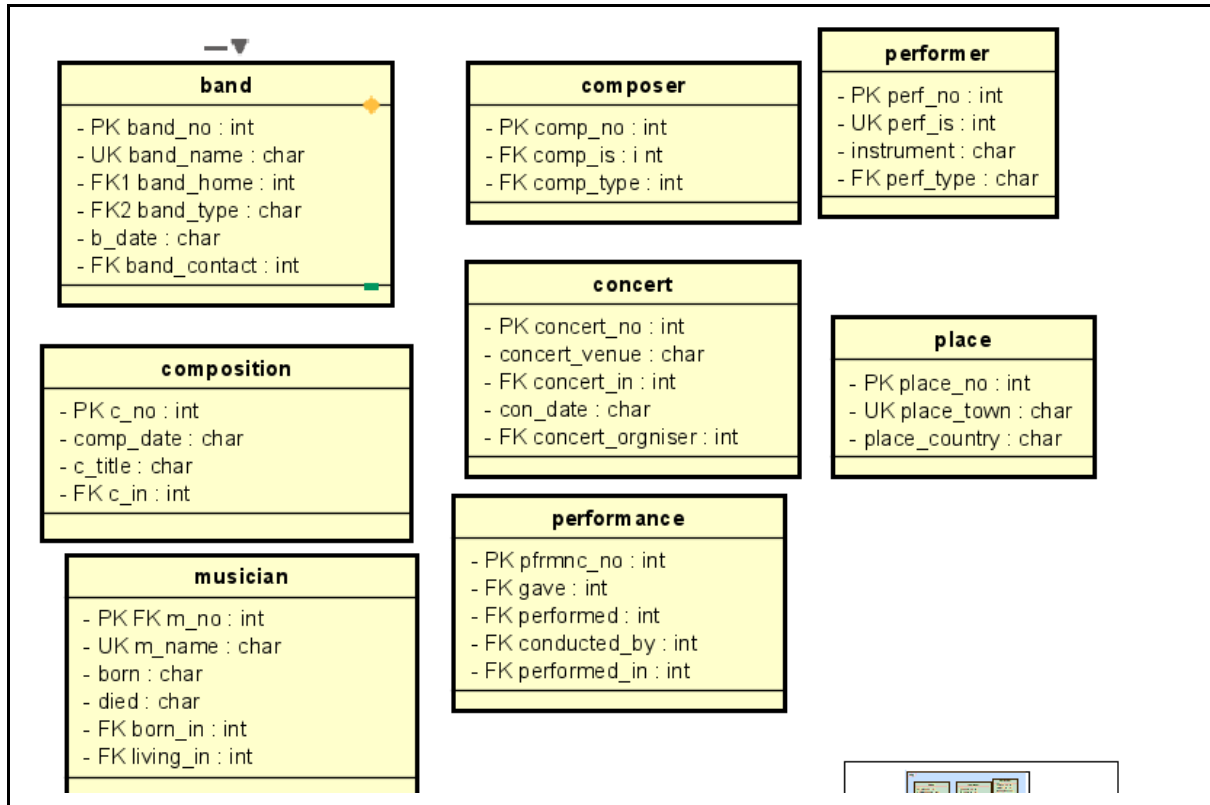 band
- PK band_no : int
- UK band_name : char
- FK1 band_home : int
- FK2 band_type : char
- b_date : char
- FK band_contact : int
composer
- PK comp_no : int
- FK comp_is : i nt
- FK comp_type : int
performer
- PK perf_no : int
- UK perf_is : int
- instrument : char
- FK perf_type : char
concert
- PK concert_no : int
- concert_venue : char
- FK concert_in : int
- con_date : char
- FK concert_orgniser : int
place
- PK place_no : int
- UK place_town : char
- place_country : char
composition
- PK c_no : int
- comp_date : char
- c_title : char
- FK c_in : int
performance
- PK pfrmnc_no : int
- FK gave : int
- FK performed : int
- FK conducted_by : int
- FK performed_in : int
musician
- PK FK m_no : int
- UK m_name : char
- born : char
- died : char
- FK born_in : int
- FK living_in : int